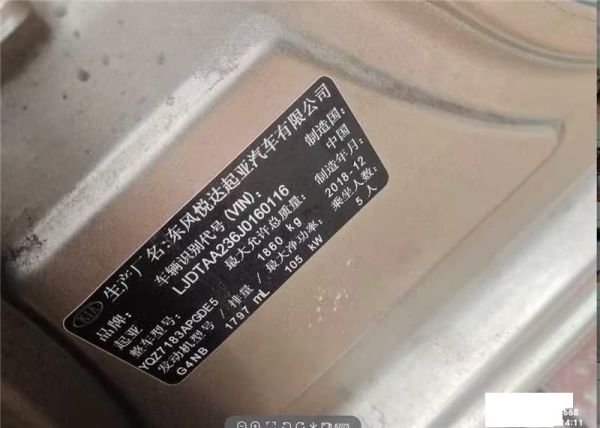 KIA 生产厂名:东风悦达起亚汽车有限公司
品牌:
起亚
车辆识别代号(VIN):
LJDTAA236J0160116
制造国:
中国
整车型号:
YQZ7183APGDE5
最大允许总质量:
1860 kg
制造年月:
2018-12
发动机型号/排量/最大净功率:
G4NB 1797 mL 105 kW
乘坐人数:
5人
668
14:11